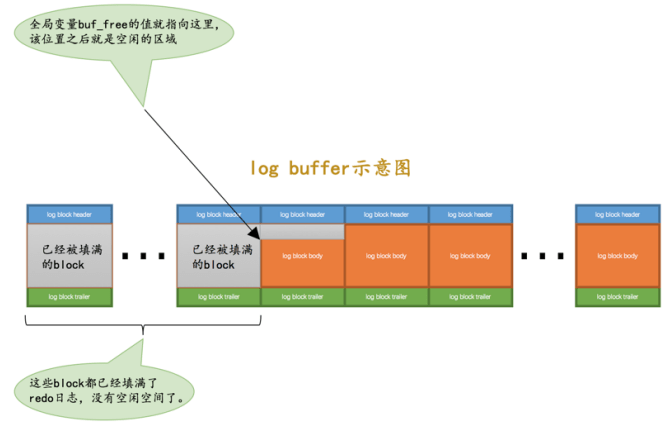 全局变量buf_free的值就指向这里,
该位置之后就是空闲的区域
log buffer示意图
log block header
log block header
log block header
log block header
log block header
log block header
已经被填满
的block
已经被填满
的block
log block body
log block body
log block body
log block body
log block trailer
log block trailer
log block trailer
log block trailer
log block trailer
log block trailer
这些block都已经填满了
redo日志，没有空闲空间了。